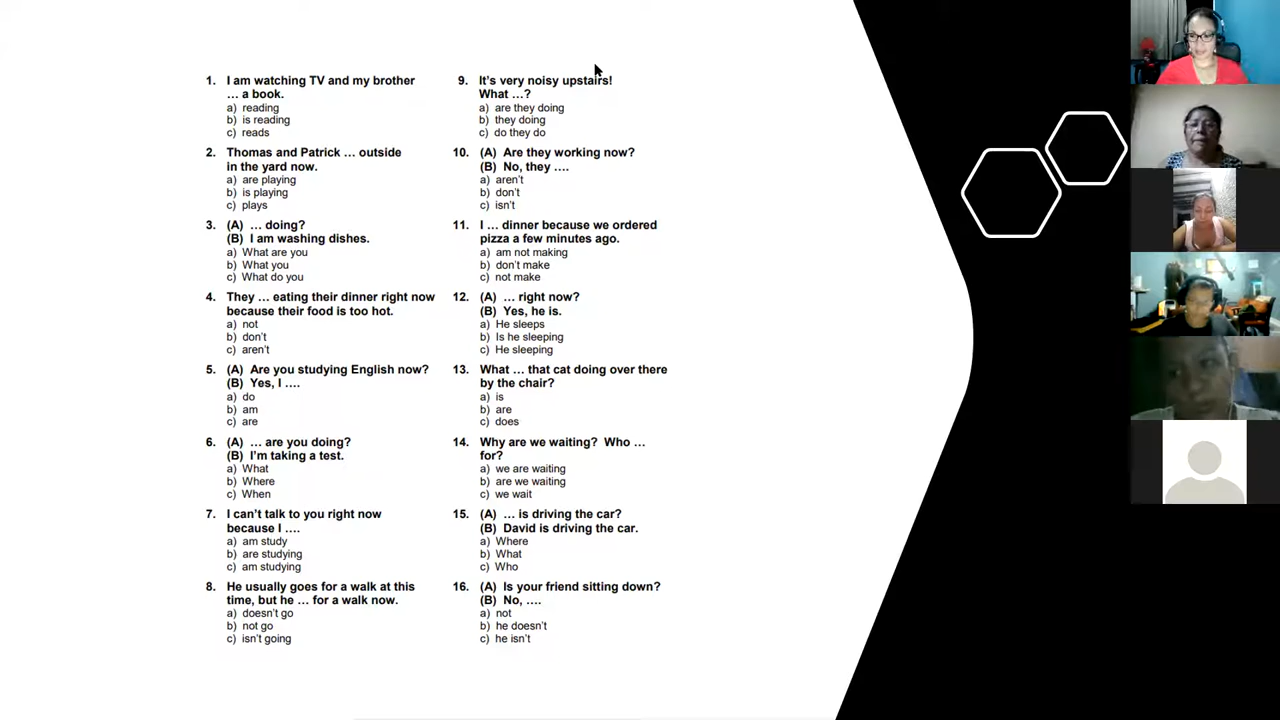 1. I am watching TV and my brother
… a book.
a) reading
b) is reading
c) reads
2. Thomas and Patrick … outside
in the yard now.
a) are playing
b) is playing
c) plays
3. (A) … doing?
(B) I am washing dishes.
a) What are you
b) What you
c) What do you
4. They … eating their dinner right now
because their food is too hot.
a) not
b) don't
c) aren't
5. (A) Are you studying English now?
(B) Yes, I ….
a) do
b) am
c) are
6. (A) … are you doing?
(B) I'm taking a test.
a) What
b) Where
c) When
7. I can't talk to you right now
because I ….
a) am study
b) are studying
c) am studying
8. He usually goes for a walk at this
time, but he … for a walk now.
a) doesn't go
b) not go
c) isn't going
9. It's very noisy upstairs!
What …?
a) are they doing
b) they doing
c) do they do
10. (A) Are they working now?
(B) No, they ….
a) aren't
b) don't
c) isn't
11. I … dinner because we ordered
pizza a few minutes ago.
a) am not making
b) don't make
c) not make
12. (A) … right now?
(B) Yes, he is.
a) He sleeps
b) Is he sleeping
c) He sleeping
13. What … that cat doing over there
by the chair?
a) is
b) are
c) does
14. Why are we waiting? Who …
for?
a) we are waiting
b) are we waiting
c) we wait
15. (A) … is driving the car?
(B) David is driving the car.
a) Where
b) What
c) Who
16. (A) Is your friend sitting down?
(B) No, ….
a) not
b) he doesn't
c) he isn't